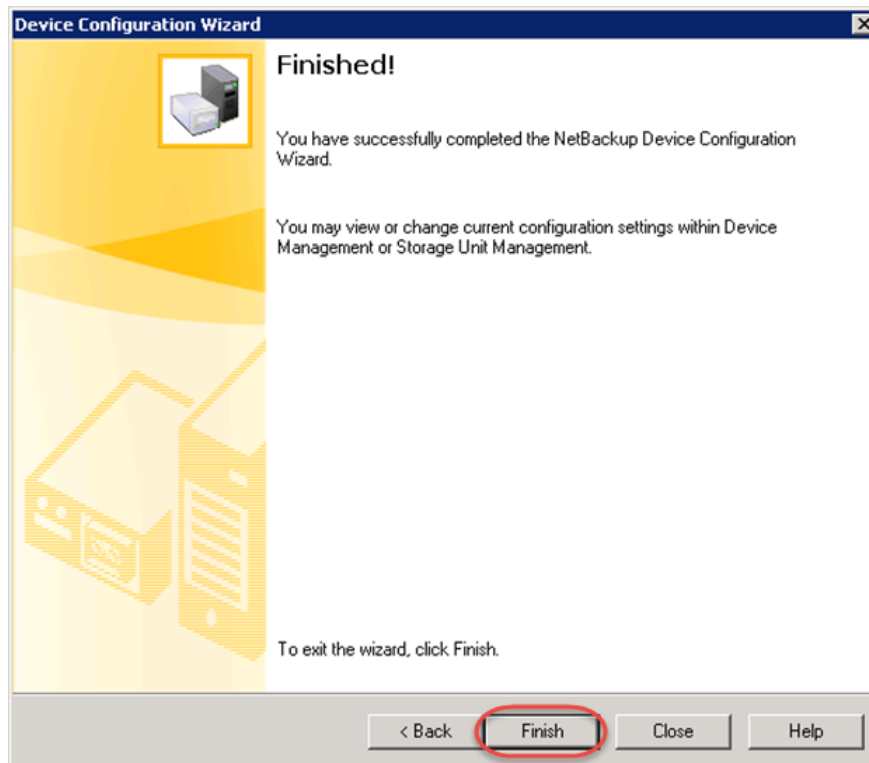 Device Configuration Wizard
Finished!
You have successfully completed the NetBackup Device Configuration
Wizard.
You may view or change current configuration settings within Device
Management or Storage Unit Management.
To exit the wizard, click Finish.
< Back
Finish
Close
Help